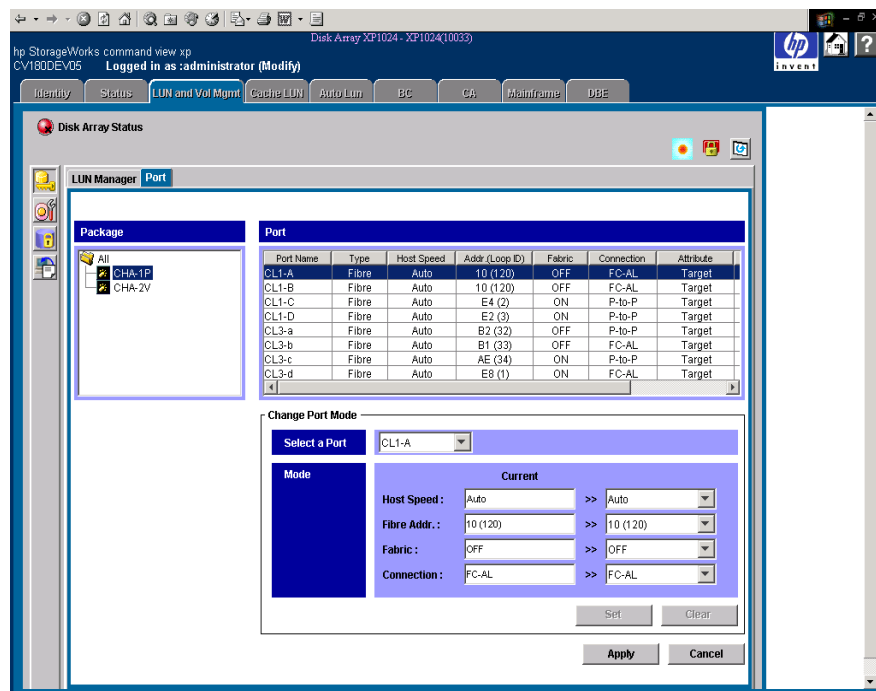 Disk Array XP1024 - XP1024(10033)
hp StorageWorks command view xp
CV180DEV05 Logged in as :administrator (Modify)
hp
invent
?
Identity Status LUN and Vol Mgmt Cache LUN Auto Lun BC CA Mainframe DBE
Disk Array Status
LUN Manager Port
Package
All
CHA-1P
CHA-2V
Port
Port Name Type Host Speed Addr.(Loop ID) Fabric Connection Attribute
CL1-A Fibre Auto 10 (120) OFF FC-AL Target
CL1-B Fibre Auto 10 (120) OFF FC-AL Target
CL1-C Fibre Auto E4 (2) ON P-to-P Target
CL1-D Fibre Auto E2 (3) ON P-to-P Target
CL3-a Fibre Auto B2 (32) OFF P-to-P Target
CL3-b Fibre Auto B1 (33) OFF FC-AL Target
CL3-c Fibre Auto AE (34) ON P-to-P Target
CL3-d Fibre Auto E8 (1) ON FC-AL Target
Change Port Mode
Select a Port CL1-A
Mode
Current
Host Speed : Auto >> Auto
Fibre Addr. : 10 (120) >> 10 (120)
Fabric : OFF >> OFF
Connection : FC-AL >> FC-AL
Set Clear
Apply Cancel